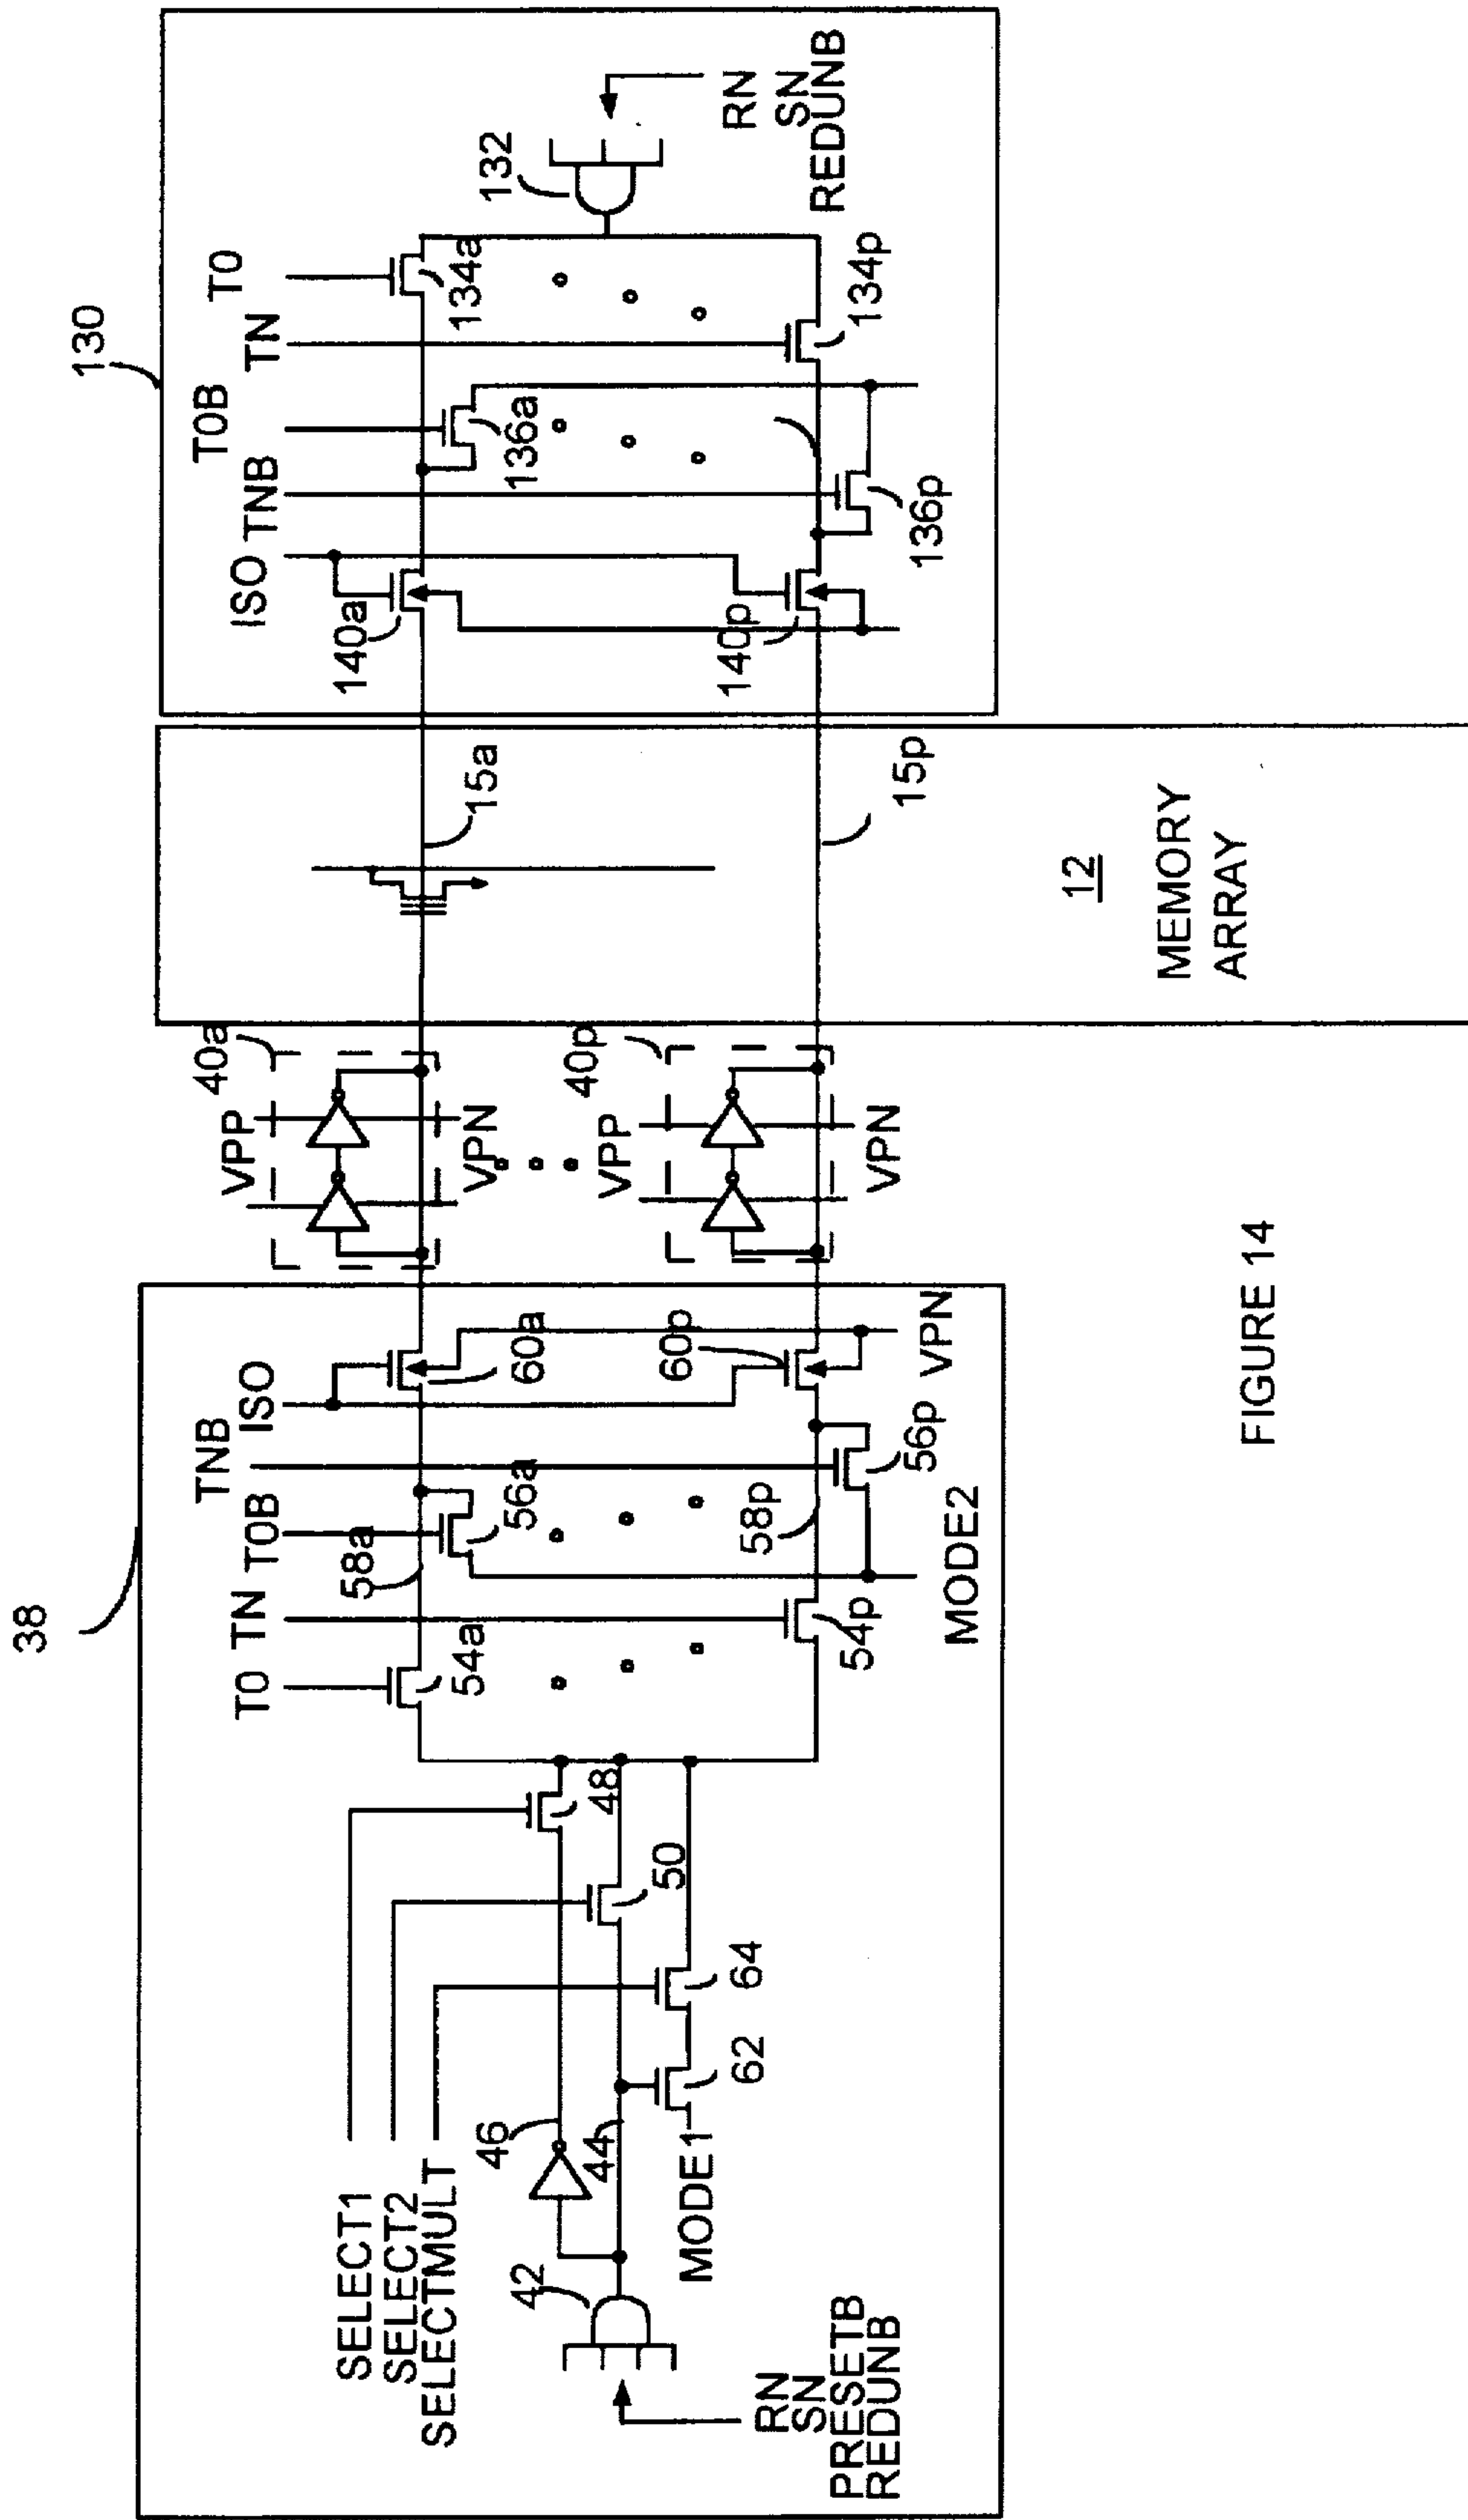 38
T0
TN
T0B
TNB
ISO
54a
58a
56a
60a
SELECT1
SELECT2
SELECTMULT
46
44
42
48
50
64
62
MODE1
RN
SN
PRESETB
REDUNB
54p
58p
56p
60p
MODE2
VPN
40a
VPP
VPN
40p
VPP
VPN
15a
15p
12
MEMORY
ARRAY
130
ISO
TNB
T0B
TN
T0
140a
136a
134a
132
140p
136p
134p
RN
SN
REDUNB
FIGURE 14